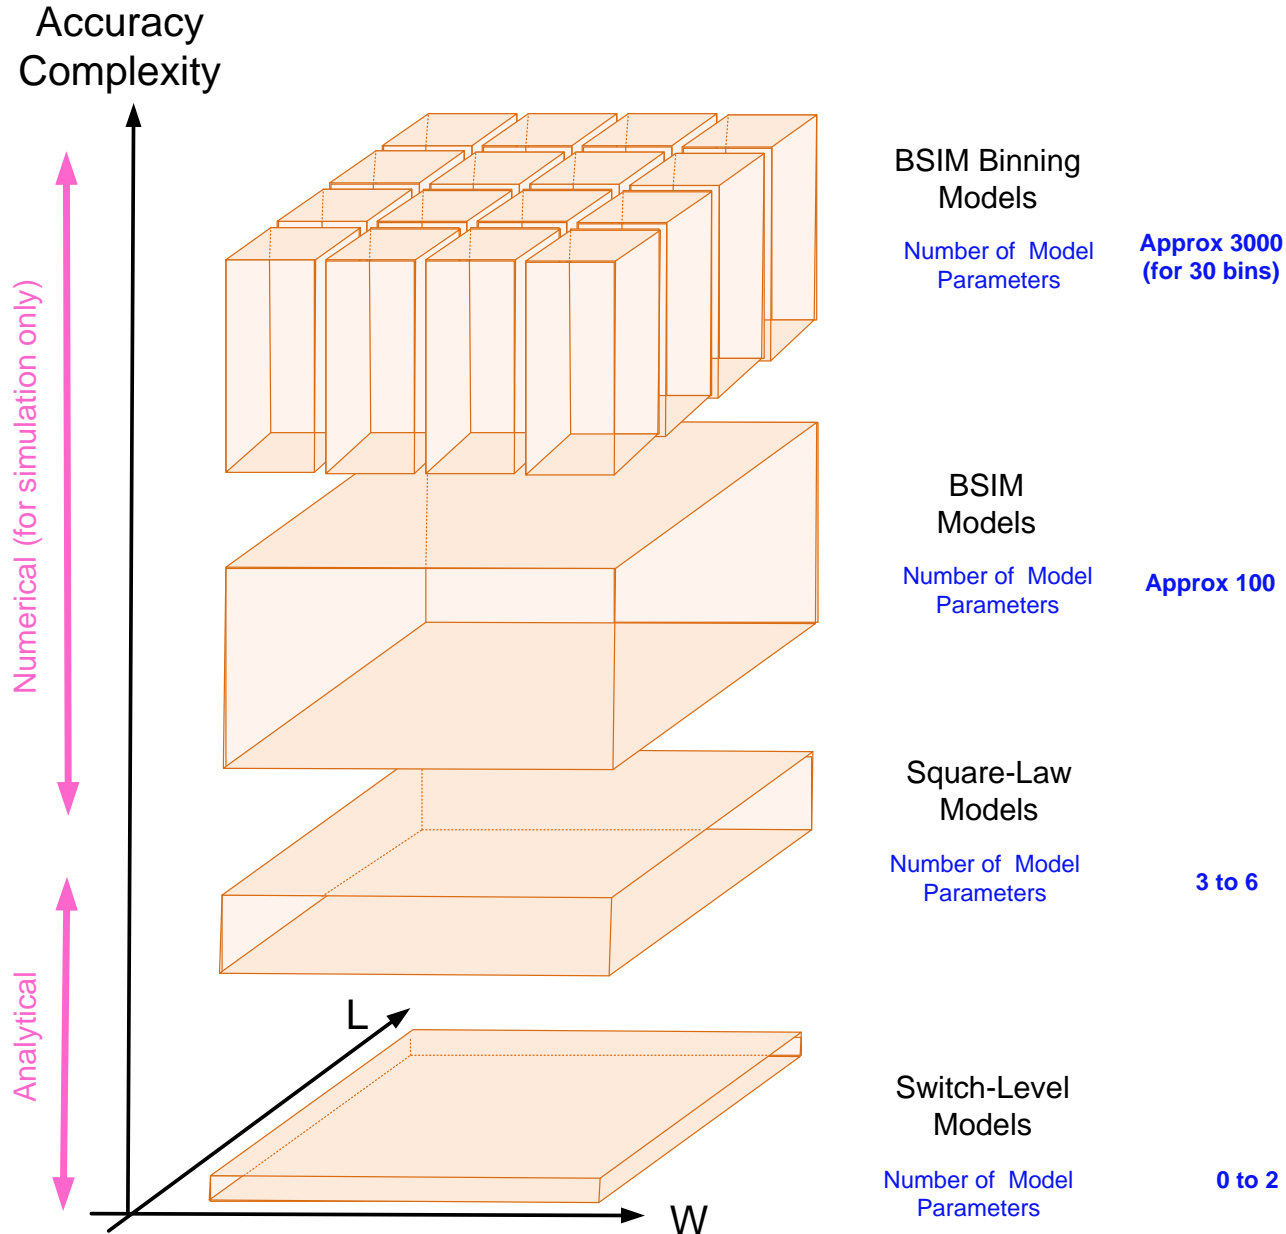 Accuracy
Complexity
Numerical (for simulation only)
Analytical
BSIM Binning
Models
Number of Model
Parameters
Approx 3000
(for 30 bins)
BSIM
Models
Number of Model
Parameters
Approx 100
Square-Law
Models
Number of Model
Parameters
3 to 6
L
Switch-Level
Models
Number of Model
Parameters
0 to 2
W